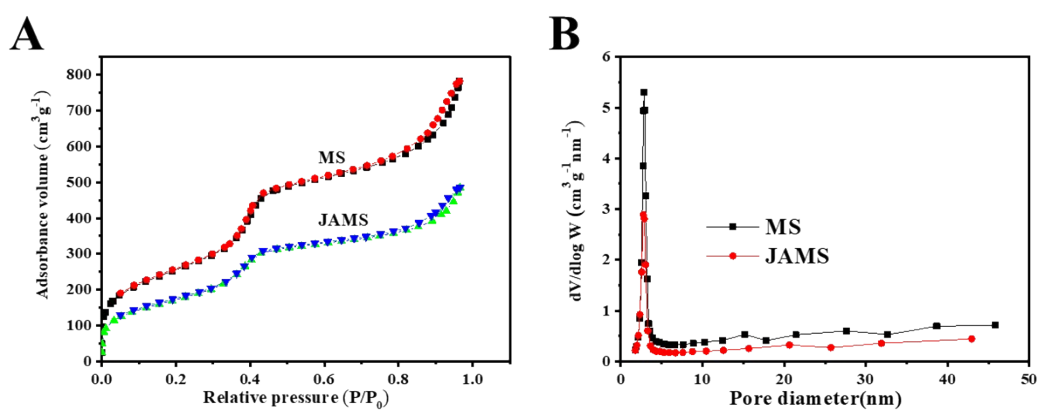 A
Adsorbance volume (cm3g-1)
800
700
600
500
400
300
200
100
0
MS
JAMS
0.0 0.2 0.4 0.6 0.8 1.0
Relative pressure (P/P0)
B
dV/dlog W (cm3g-1nm-1)
6
5
4
3
2
1
0
MS
JAMS
0 10 20 30 40 50
Pore diameter(nm)